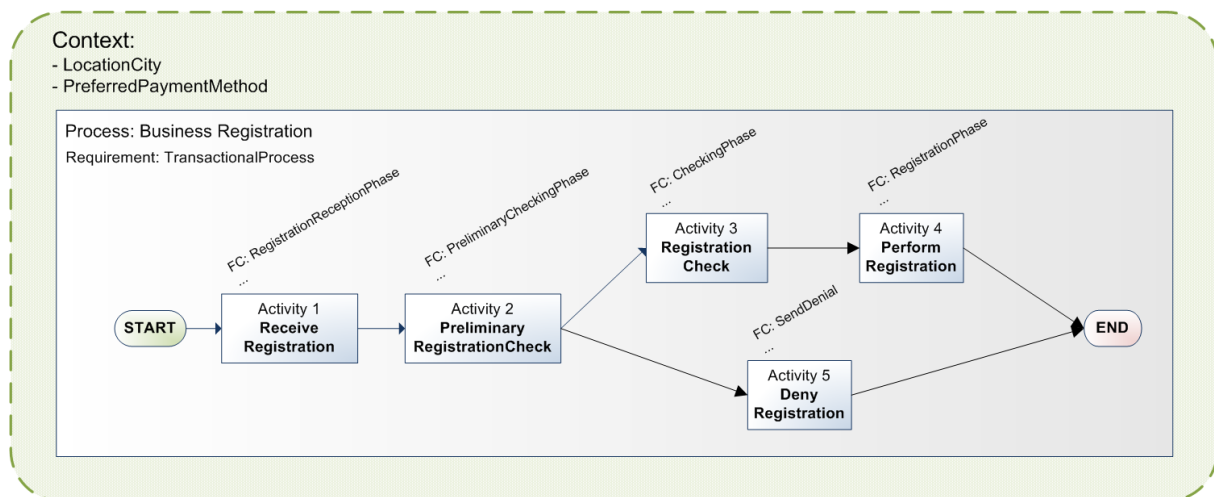 Context:
- LocationCity
- PreferredPaymentMethod
Process: Business Registration
Requirement: TransactionalProcess
FC: RegistrationReceptionPhase
...
FC: PreliminaryCheckingPhase
...
FC: CheckingPhase
...
FC: RegistrationPhase
...
Activity 3
Registration
Check
Activity 4
Perform
Registration
START
Activity 1
Receive
Registration
Activity 2
Preliminary
RegistrationCheck
FC: SendDenial
...
END
Activity 5
Deny
Registration